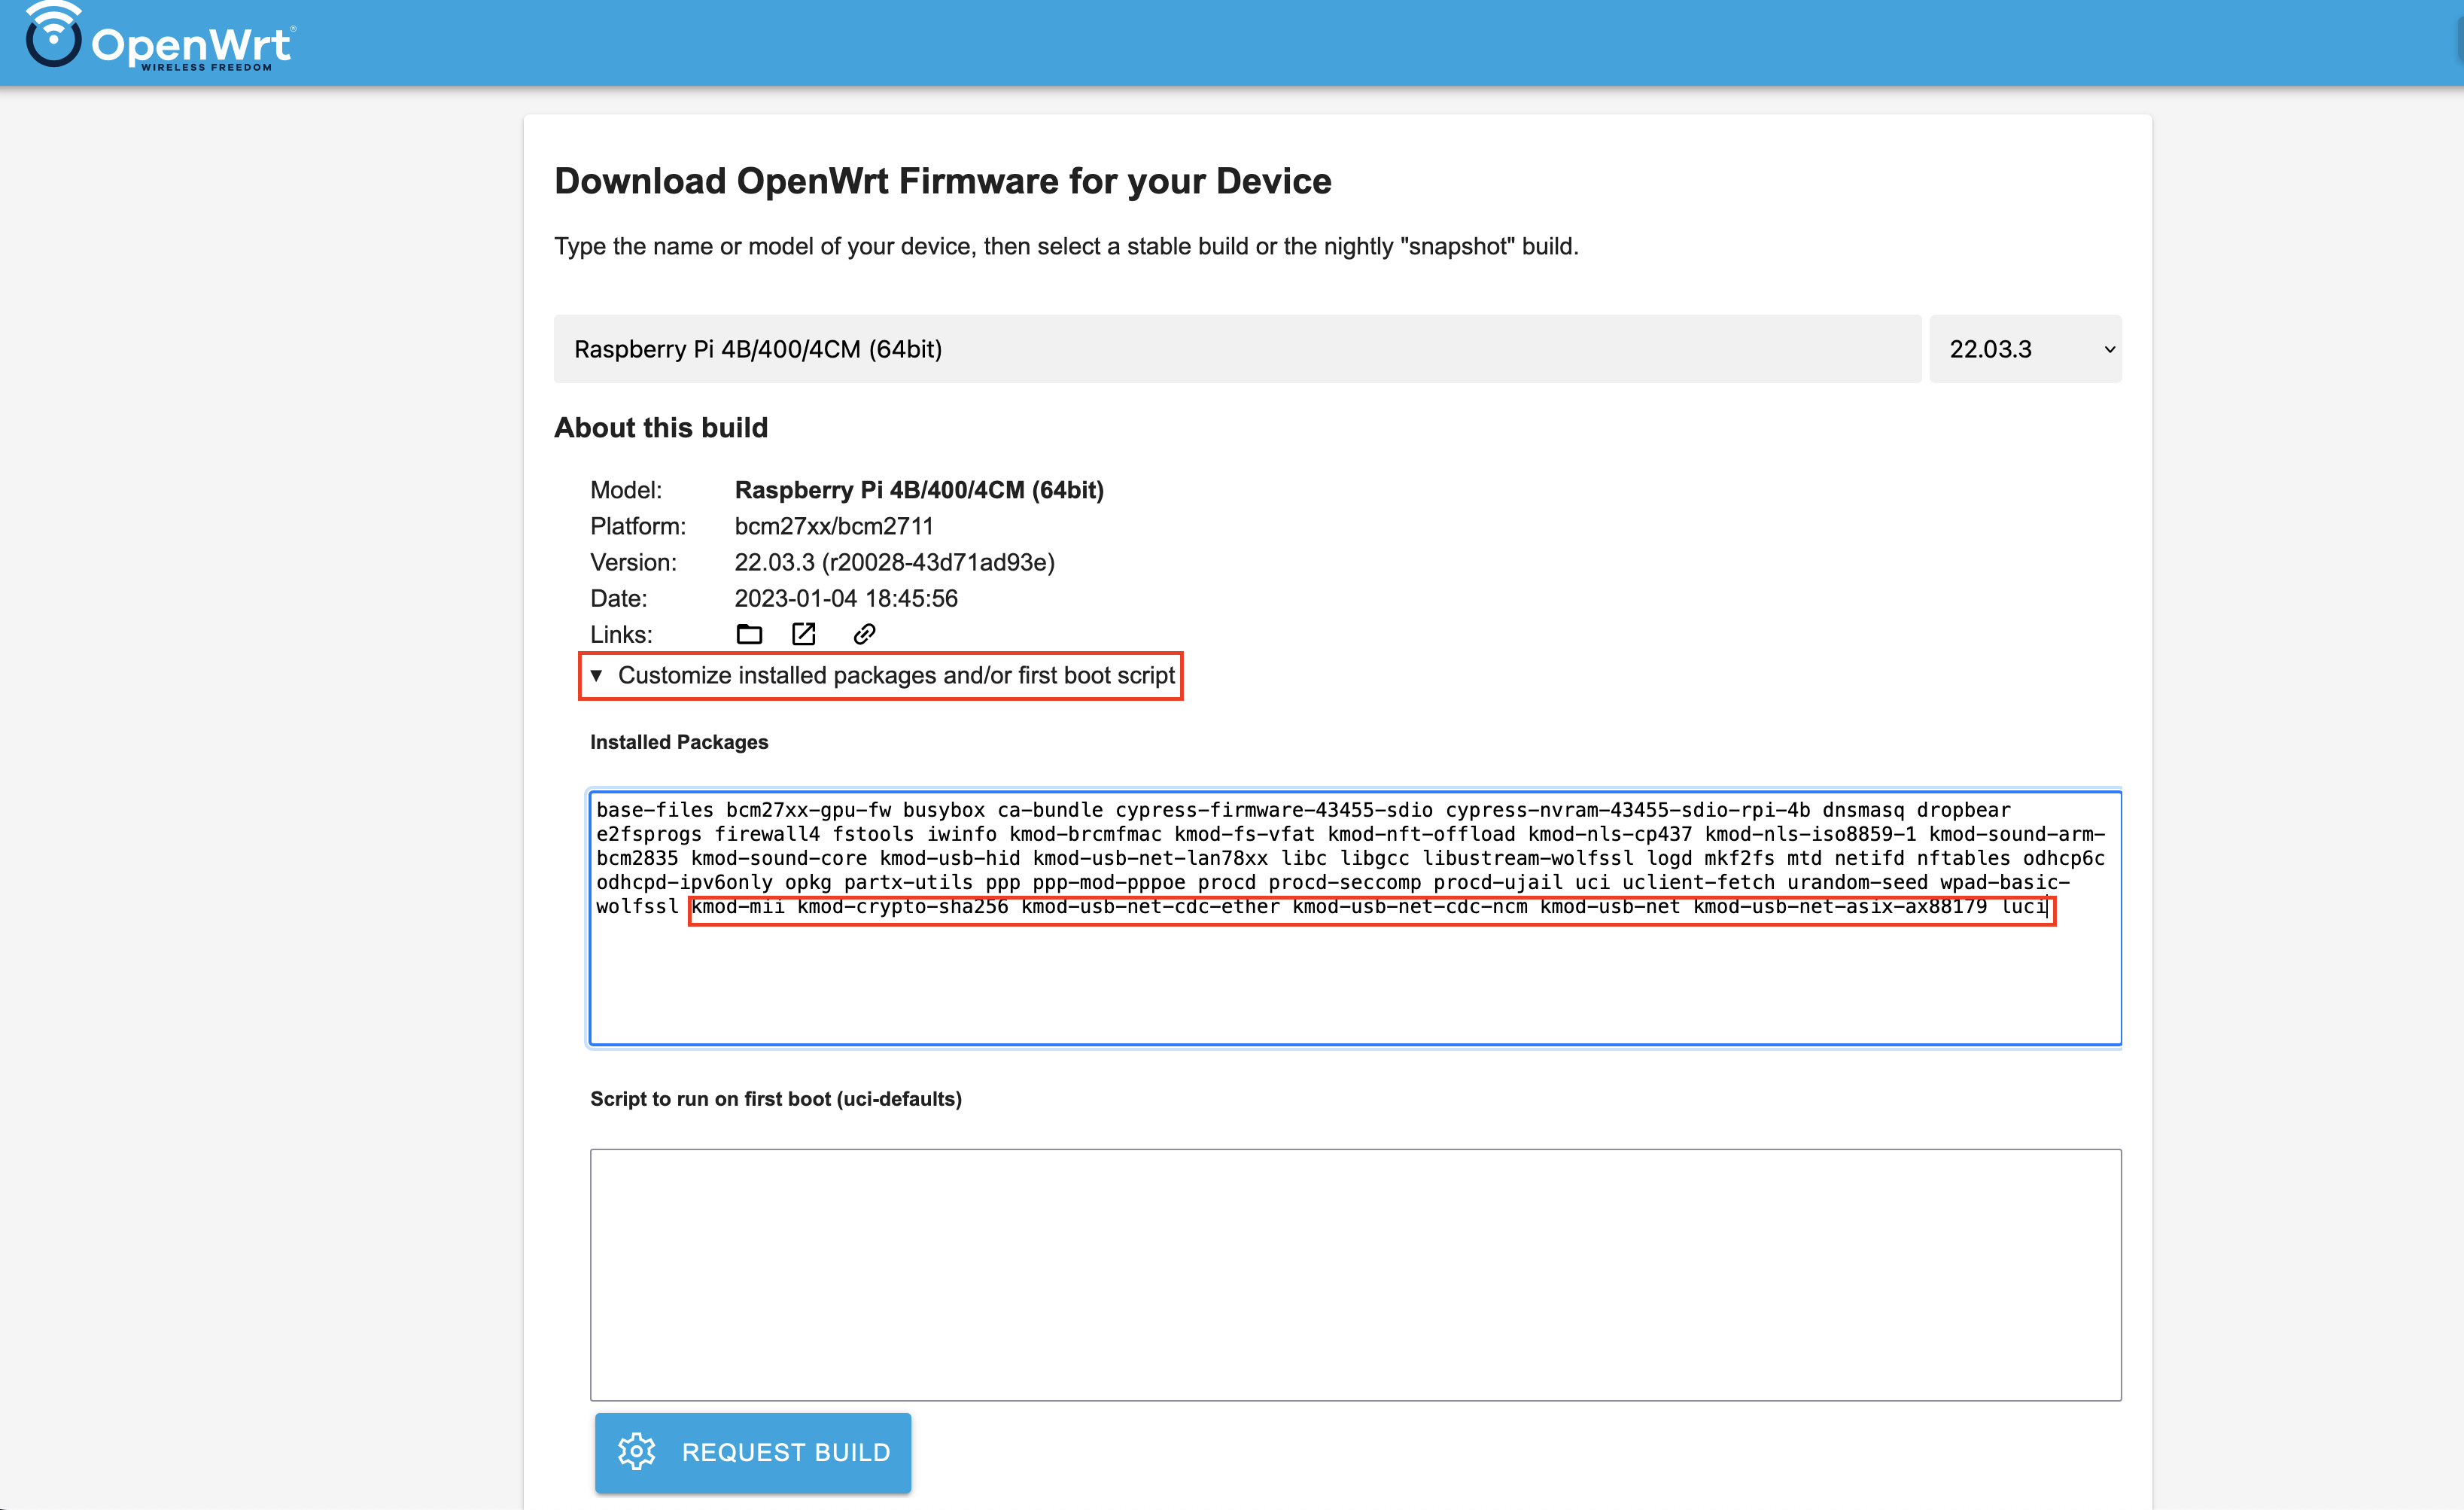 OpenWrt®
WIRELESS FREEDOM
Download OpenWrt Firmware for your Device
Type the name or model of your device, then select a stable build or the nightly "snapshot" build.
Raspberry Pi 4B/400/4CM (64bit)
22.03.3
About this build
Model: Raspberry Pi 4B/400/4CM (64bit)
Platform: bcm27xx/bcm2711
Version: 22.03.3 (r20028-43d71ad93e)
Date: 2023-01-04 18:45:56
Links:
▼ Customize installed packages and/or first boot script
Installed Packages
base-files bcm27xx-gpu-fw busybox ca-bundle cypress-firmware-43455-sdio cypress-nvram-43455-sdio-rpi-4b dnsmasq dropbear
e2fsprogs firewall4 fstools iwinfo kmod-brcmfmac kmod-fs-vfat kmod-nft-offload kmod-nls-cp437 kmod-nls-iso8859-1 kmod-sound-arm-
bcm2835 kmod-sound-core kmod-usb-hid kmod-usb-net-lan78xx libc libgcc libustream-wolfssl logd mkf2fs mtd netifd nftables odhcp6c
odhcpd-ipv6only opkg partx-utils ppp ppp-mod-pppoe procd procd-seccomp procd-ujail uci uclient-fetch urandom-seed wpad-basic-
wolfssl kmod-mii kmod-crypto-sha256 kmod-usb-net-cdc-ether kmod-usb-net-cdc-ncm kmod-usb-net kmod-usb-net-asix-ax88179 luci
Script to run on first boot (uci-defaults)
REQUEST BUILD